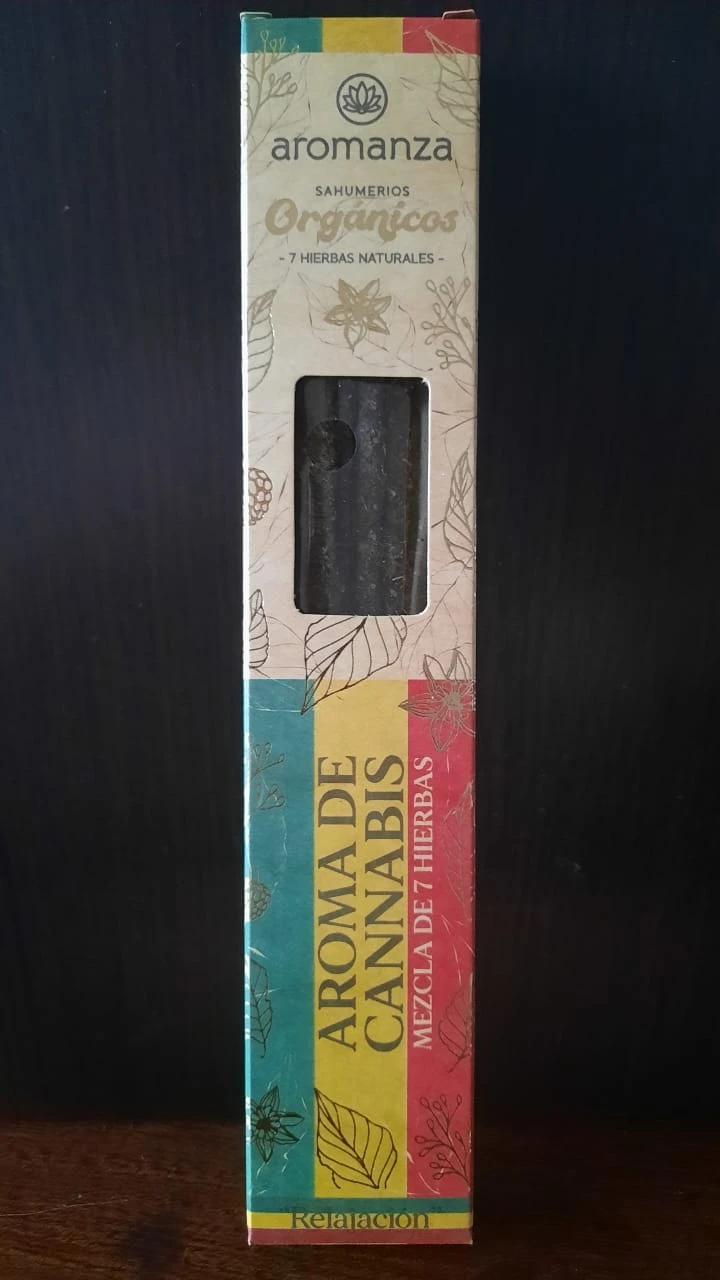 aromanza
SAHUMERIOS
Orgánicos
- 7 HIERBAS NATURALES -
AROMA DE
CANNABIS
MEZCLA DE 7 HIERBAS
"Relajación"